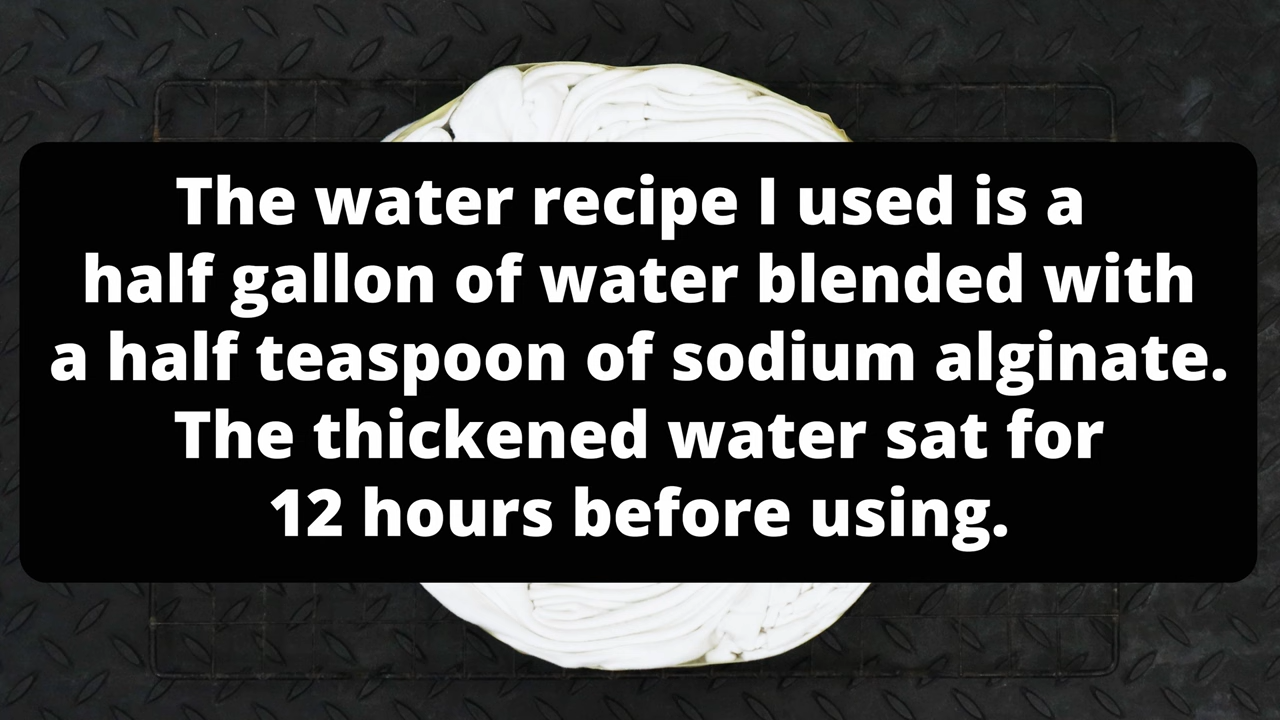 The water recipe I used is a
half gallon of water blended with
a half teaspoon of sodium alginate.
The thickened water sat for
12 hours before using.